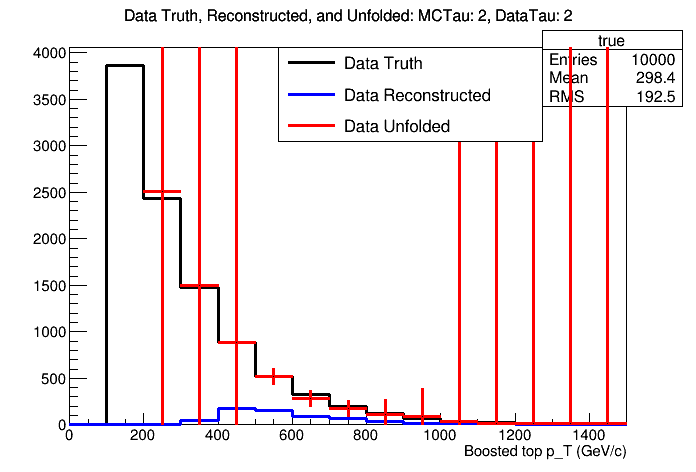 Data Truth, Reconstructed, and Unfolded: MCTau: 2, DataTau: 2
true
Entries 10000
Mean 298.4
RMS 192.5
Data Truth
Data Reconstructed
Data Unfolded
4000
3500
3000
2500
2000
1500
1000
500
0
0 200 400 600 800 1000 1200 1400
Boosted top p_T (GeV/c)